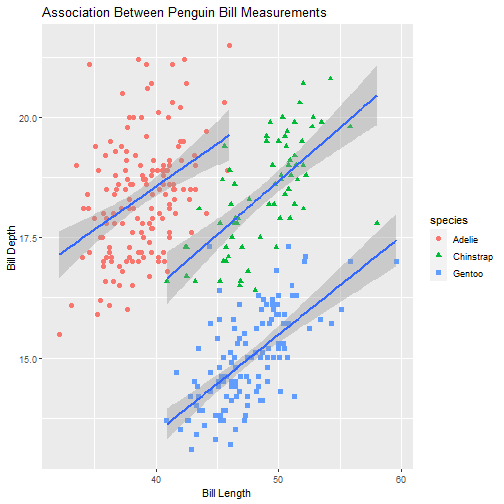 Association Between Penguin Bill Measurements
20.0
17.5
15.0
Bill Depth
40
50
60
Bill Length
species
Adelie
Chinstrap
Gentoo